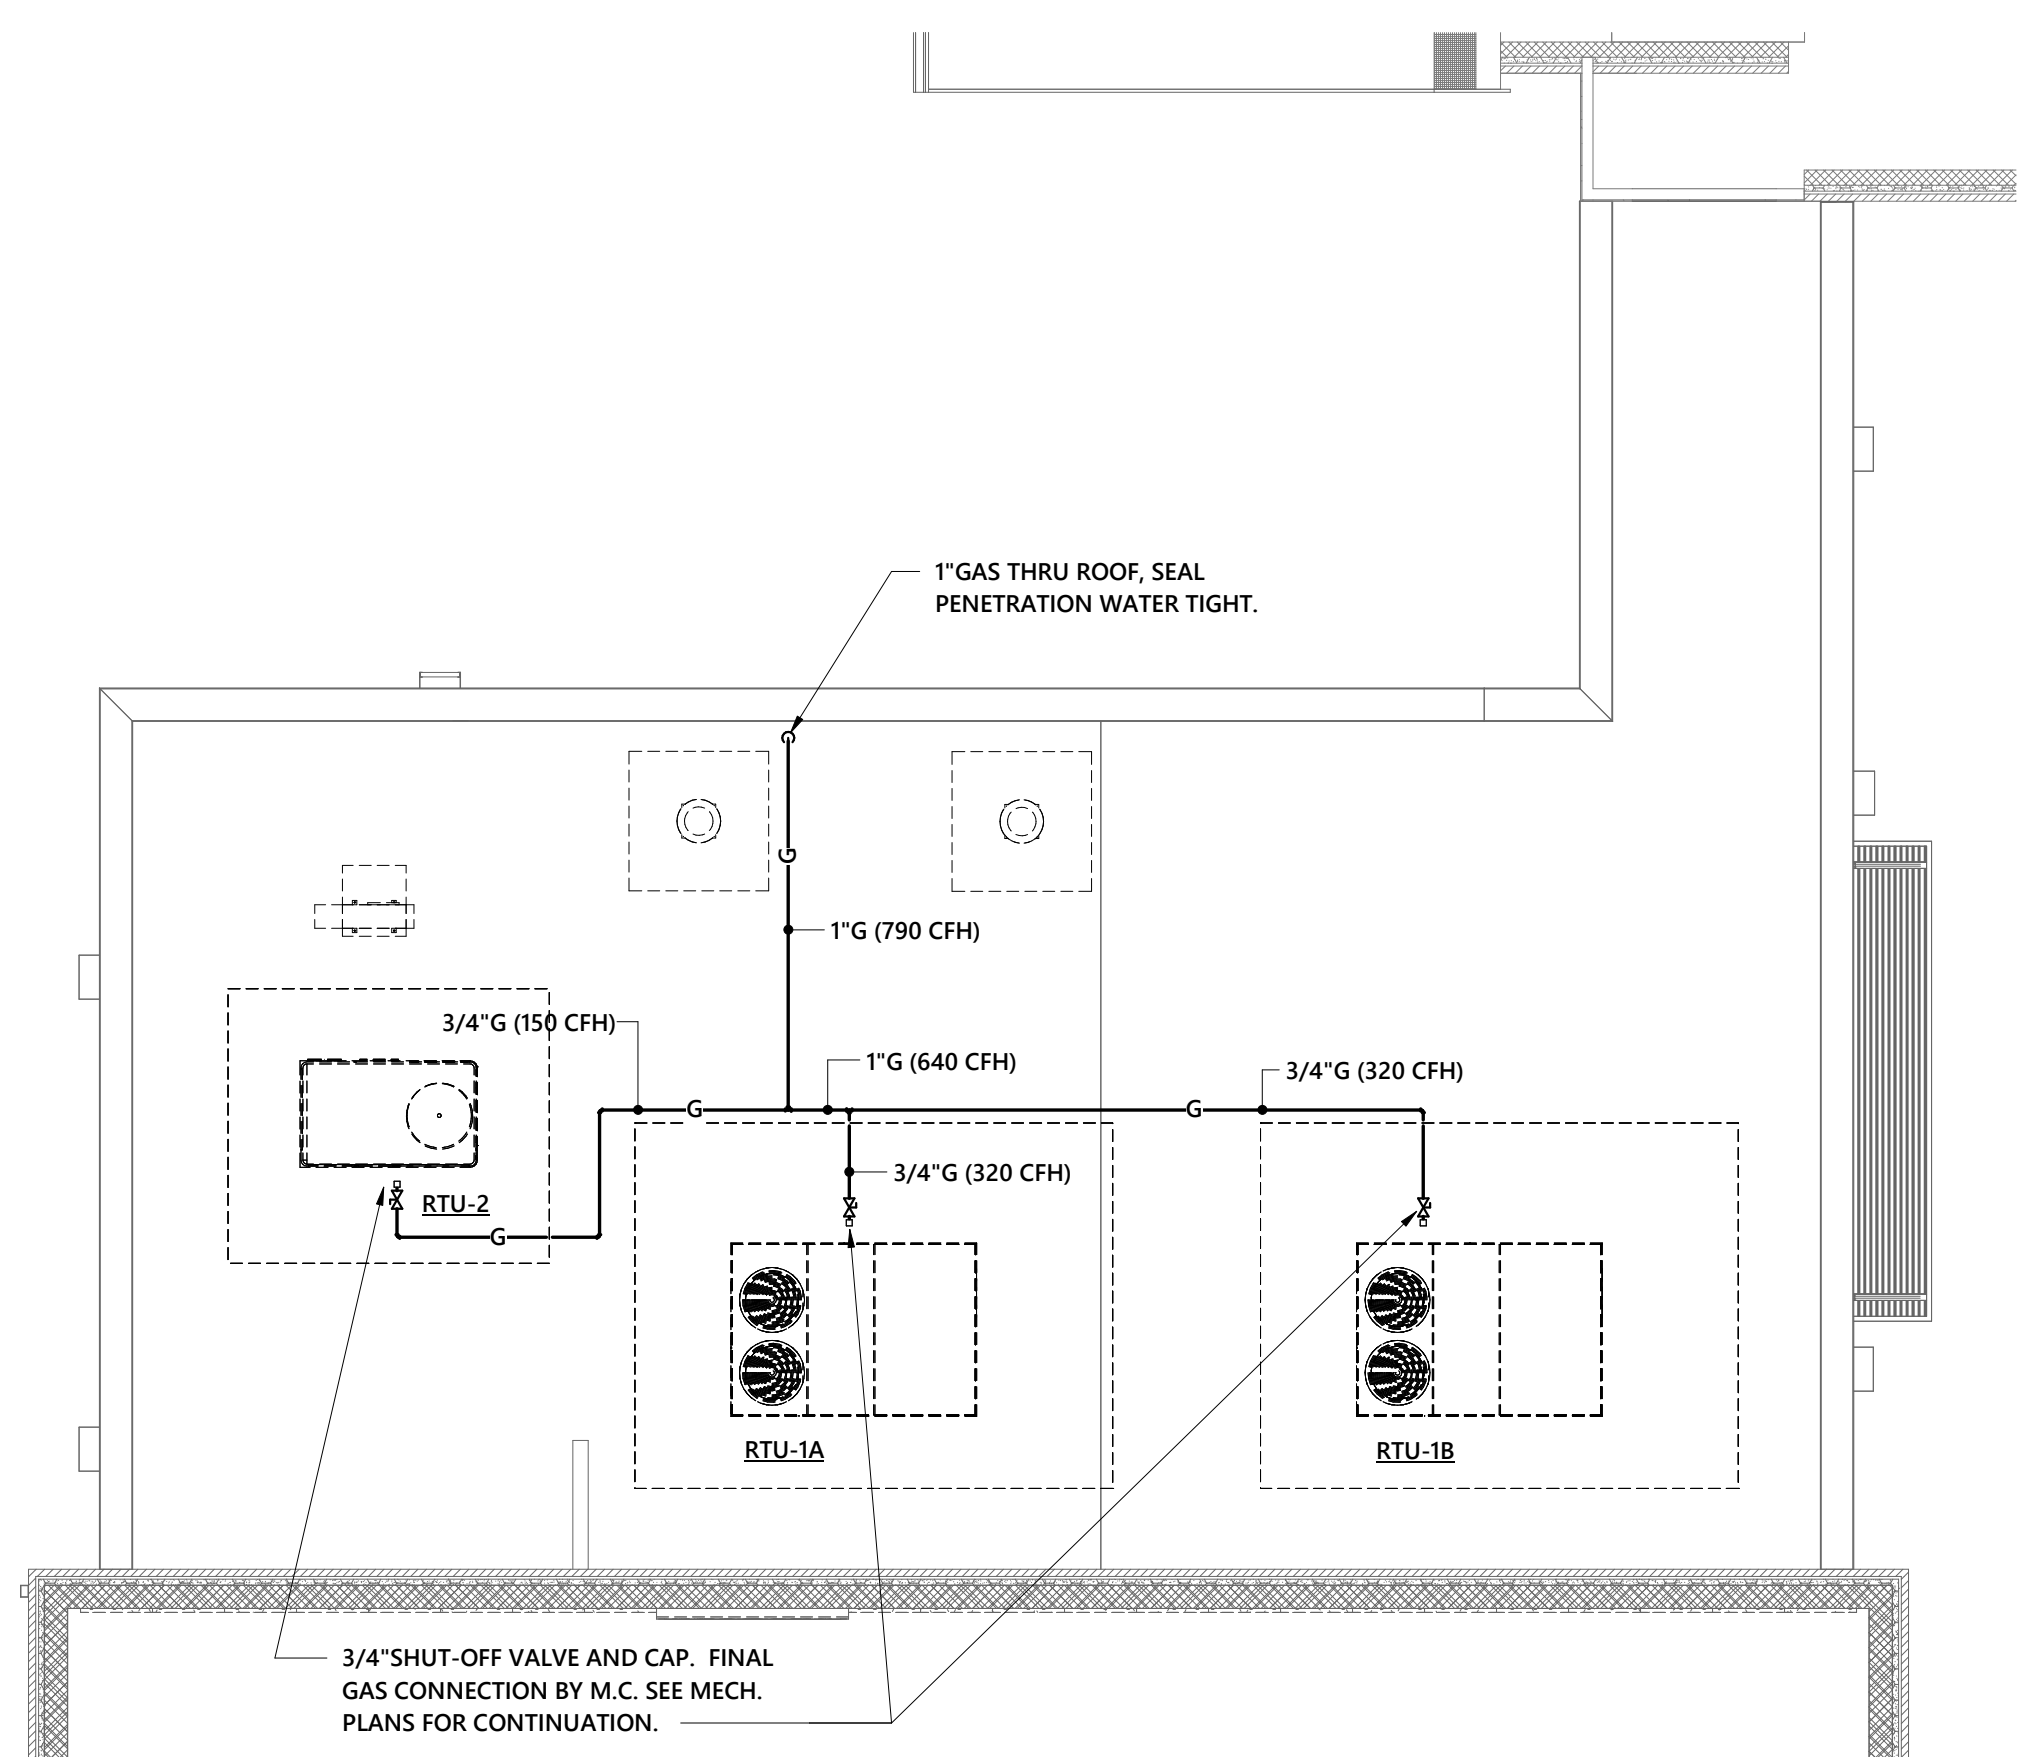 1"GAS THRU ROOF, SEAL
PENETRATION WATER TIGHT.
G
1"G (790 CFH)
3/4"G (150 CFH)
1"G (640 CFH)
3/4"G (320 CFH)
G
G
3/4"G (320 CFH)
RTU-2
G
RTU-1A
RTU-1B
3/4"SHUT-OFF VALVE AND CAP. FINAL
GAS CONNECTION BY M.C. SEE MECH.
PLANS FOR CONTINUATION.